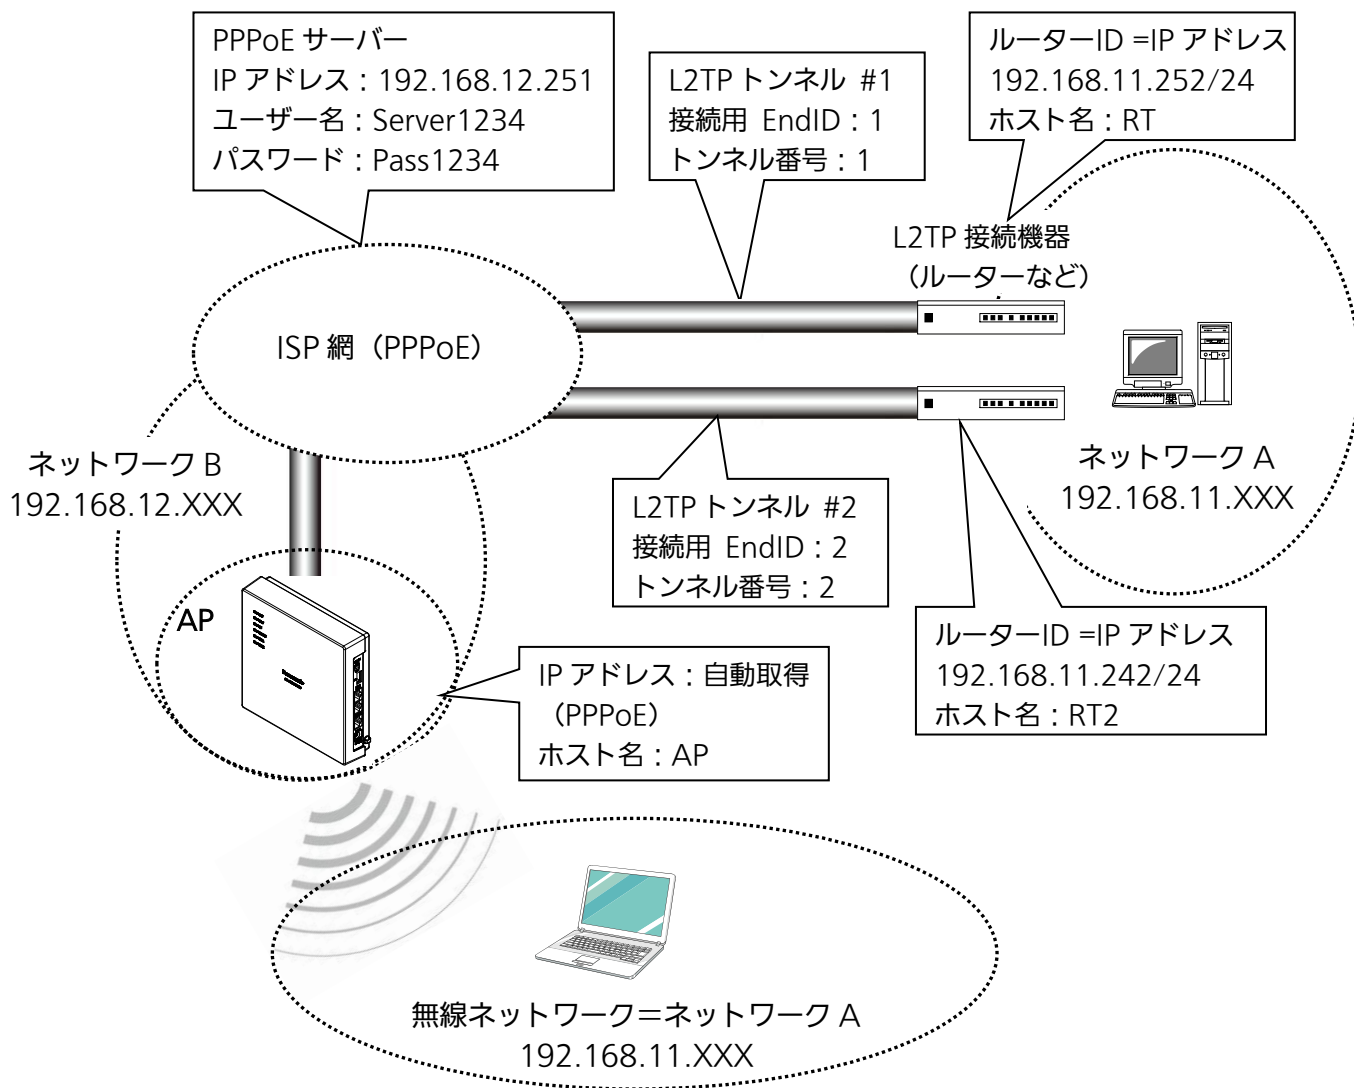 PPPoE サーバー
IP アドレス：192.168.12.251
ユーザー名：Server1234
パスワード：Pass1234
L2TP トンネル #1
接続用 EndID：1
トンネル番号：1
ルーターID =IP アドレス
192.168.11.252/24
ホスト名：RT
L2TP 接続機器
（ルーターなど）
ISP 網（PPPoE）
ネットワーク B
192.168.12.XXX
ネットワーク A
192.168.11.XXX
L2TP トンネル #2
接続用 EndID：2
トンネル番号：2
AP
IP アドレス：自動取得
（PPPoE）
ホスト名：AP
ルーターID =IP アドレス
192.168.11.242/24
ホスト名：RT2
無線ネットワーク＝ネットワーク A
192.168.11.XXX